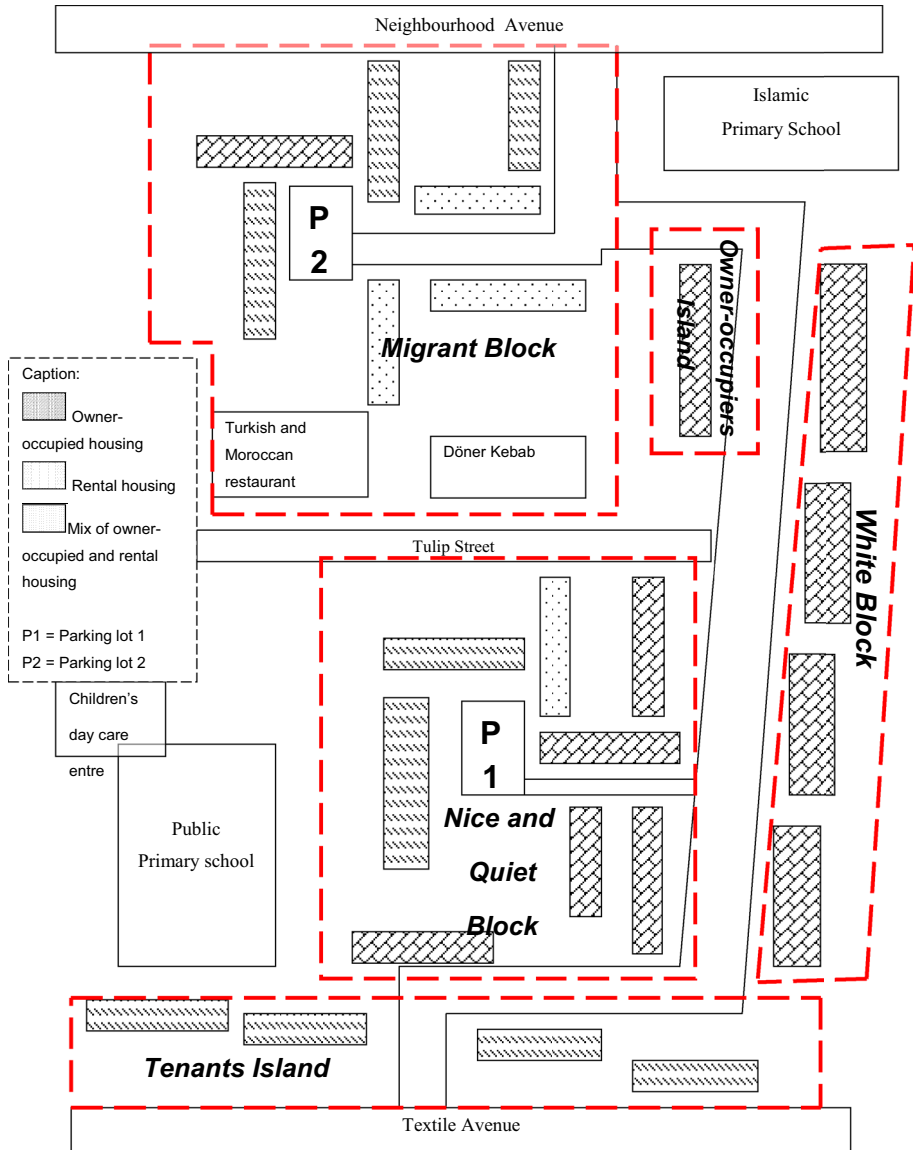 Neighbourhood Avenue
Islamic
Primary School
P
2
Owner-occupiers
Island
Migrant Block
Caption:
Owner-
occupied housing
Rental housing
Mix of owner-
occupied and rental
housing
P1 = Parking lot 1
P2 = Parking lot 2
Turkish and
Moroccan
restaurant
Döner Kebab
White Block
Tulip Street
Children's
day care
entre
P
1
Nice and
Quiet
Block
Public
Primary school
Tenants Island
Textile Avenue